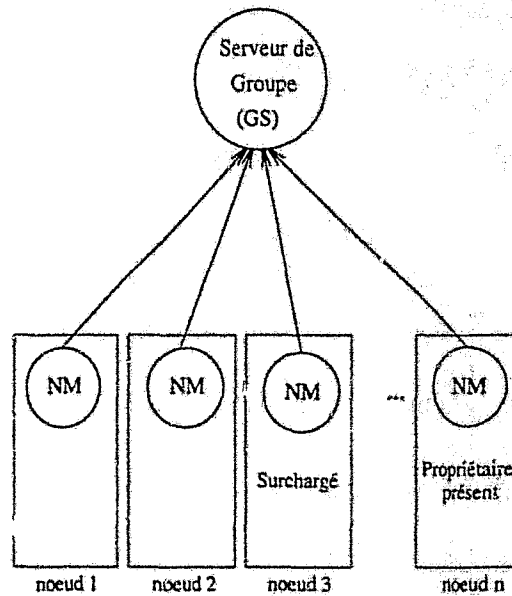 Serveur de
Groupe
(GS)
NM
NM
NM
...
NM
Surchargé
Propriétaire
présent
noeud 1
noeud 2
noeud 3
noeud n